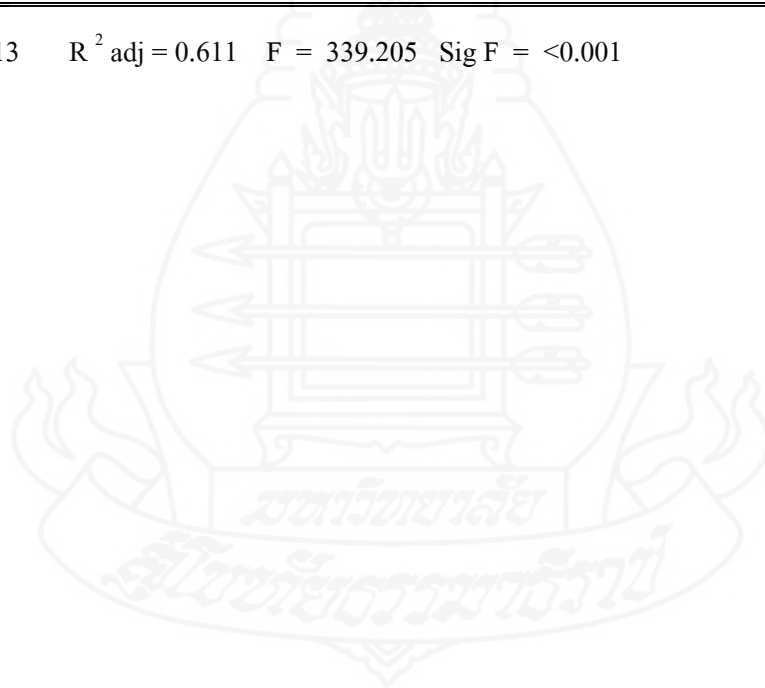 13 R ² adj = 0.611 F = 339.205 Sig F = <0.001
มหาวิทยาลัย
สุโขทัยธรรมาธิราช